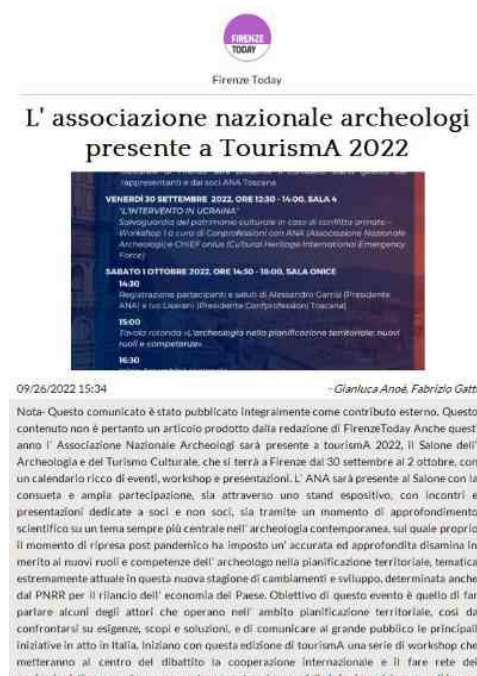 FIRENZE
TODAY
Firenze Today
L' associazione nazionale archeologi
presente a TourismA 2022
rappresentanti e dai soci ANA Toscana
VENERDÌ 30 SETTEMBRE 2022, ORE 12:30 - 14:00, SALA 4
"L'INTERVENTO IN UCRAINA"
Salvaguardia del patrimonio culturale in caso di conflitto armato -
Workshop a cura di Confprofessioni con ANA (Associazione Nazionale
Archeologi e CHIEF onlus (Cultural Heritage International Emergency
Force)
SABATO 1 OTTOBRE 2022, ORE 14:30 - 18:00, SALA ONICE
14:30
Registrazione partecipanti e saluti di Alessandro Garrisi (Presidente
ANA) e Ivo Liserani (Presidente Confprofessioni Toscana)
15:00
Tavola rotonda «L'archeologia nella pianificazione territoriale: nuovi
ruoli e competenze»
16:30
09/26/2022 15:34
- Gianluca Anoè, Fabrizio Gatti
Nota- Questo comunicato è stato pubblicato integralmente come contributo esterno. Questo
contenuto non è pertanto un articolo prodotto dalla redazione di FirenzeToday Anche quest'
anno l' Associazione Nazionale Archeologi sarà presente a tourismA 2022, il Salone dell'
Archeologia e del Turismo Culturale, che si terrà a Firenze dal 30 settembre al 2 ottobre, con
un calendario ricco di eventi, workshop e presentazioni. L' ANA sarà presente al Salone con la
consueta e ampia partecipazione, sia attraverso uno stand espositivo, con incontri e
presentazioni dedicate a soci e non soci, sia tramite un momento di approfondimento
scientifico su un tema sempre più centrale nell' archeologia contemporanea, sul quale proprio
il momento di ripresa post pandemico ha imposto un' accurata ed approfondita disamina in
merito ai nuovi ruoli e competenze dell' archeologo nella pianificazione territoriale, tematica
estremamente attuale in questa nuova stagione di cambiamenti e sviluppo, determinata anche
dal PNRR per il rilancio dell' economia del Paese. Obiettivo di questo evento è quello di far
parlare alcuni degli attori che operano nell' ambito pianificazione territoriale, così da
confrontarsi su esigenze, scopi e soluzioni, e di comunicare al grande pubblico le principali
iniziative in atto in Italia. Iniziano con questa edizione di tourismA una serie di workshop che
metteranno al centro del dibattito la cooperazione internazionale e il fare rete dei